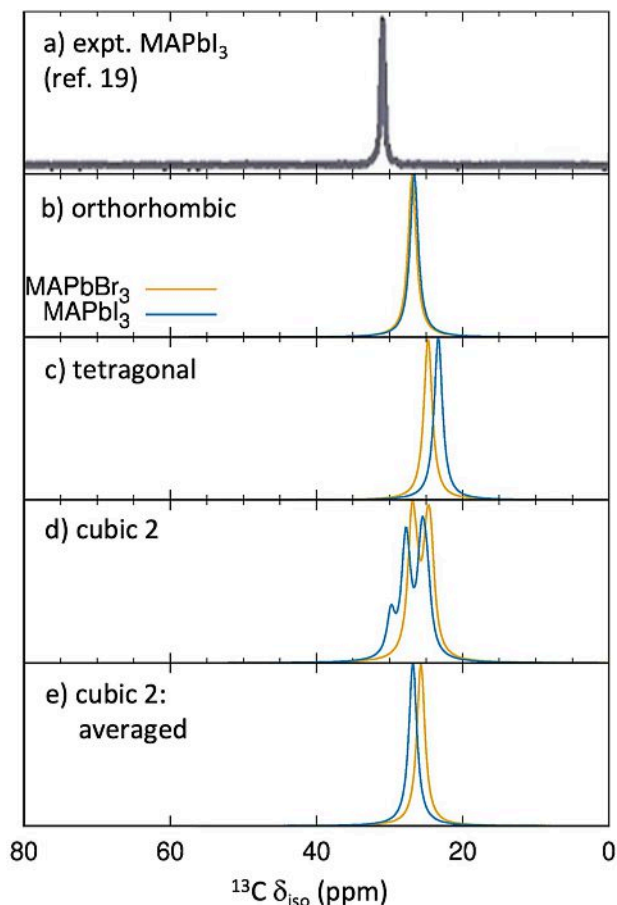 a) expt. MAPbI₃
(ref. 19)
b) orthorhombic
MAPbBr₃
MAPbI₃
c) tetragonal
d) cubic 2
e) cubic 2:
averaged
80 60 40 20 0
¹³C δᵢₛₒ (ppm)